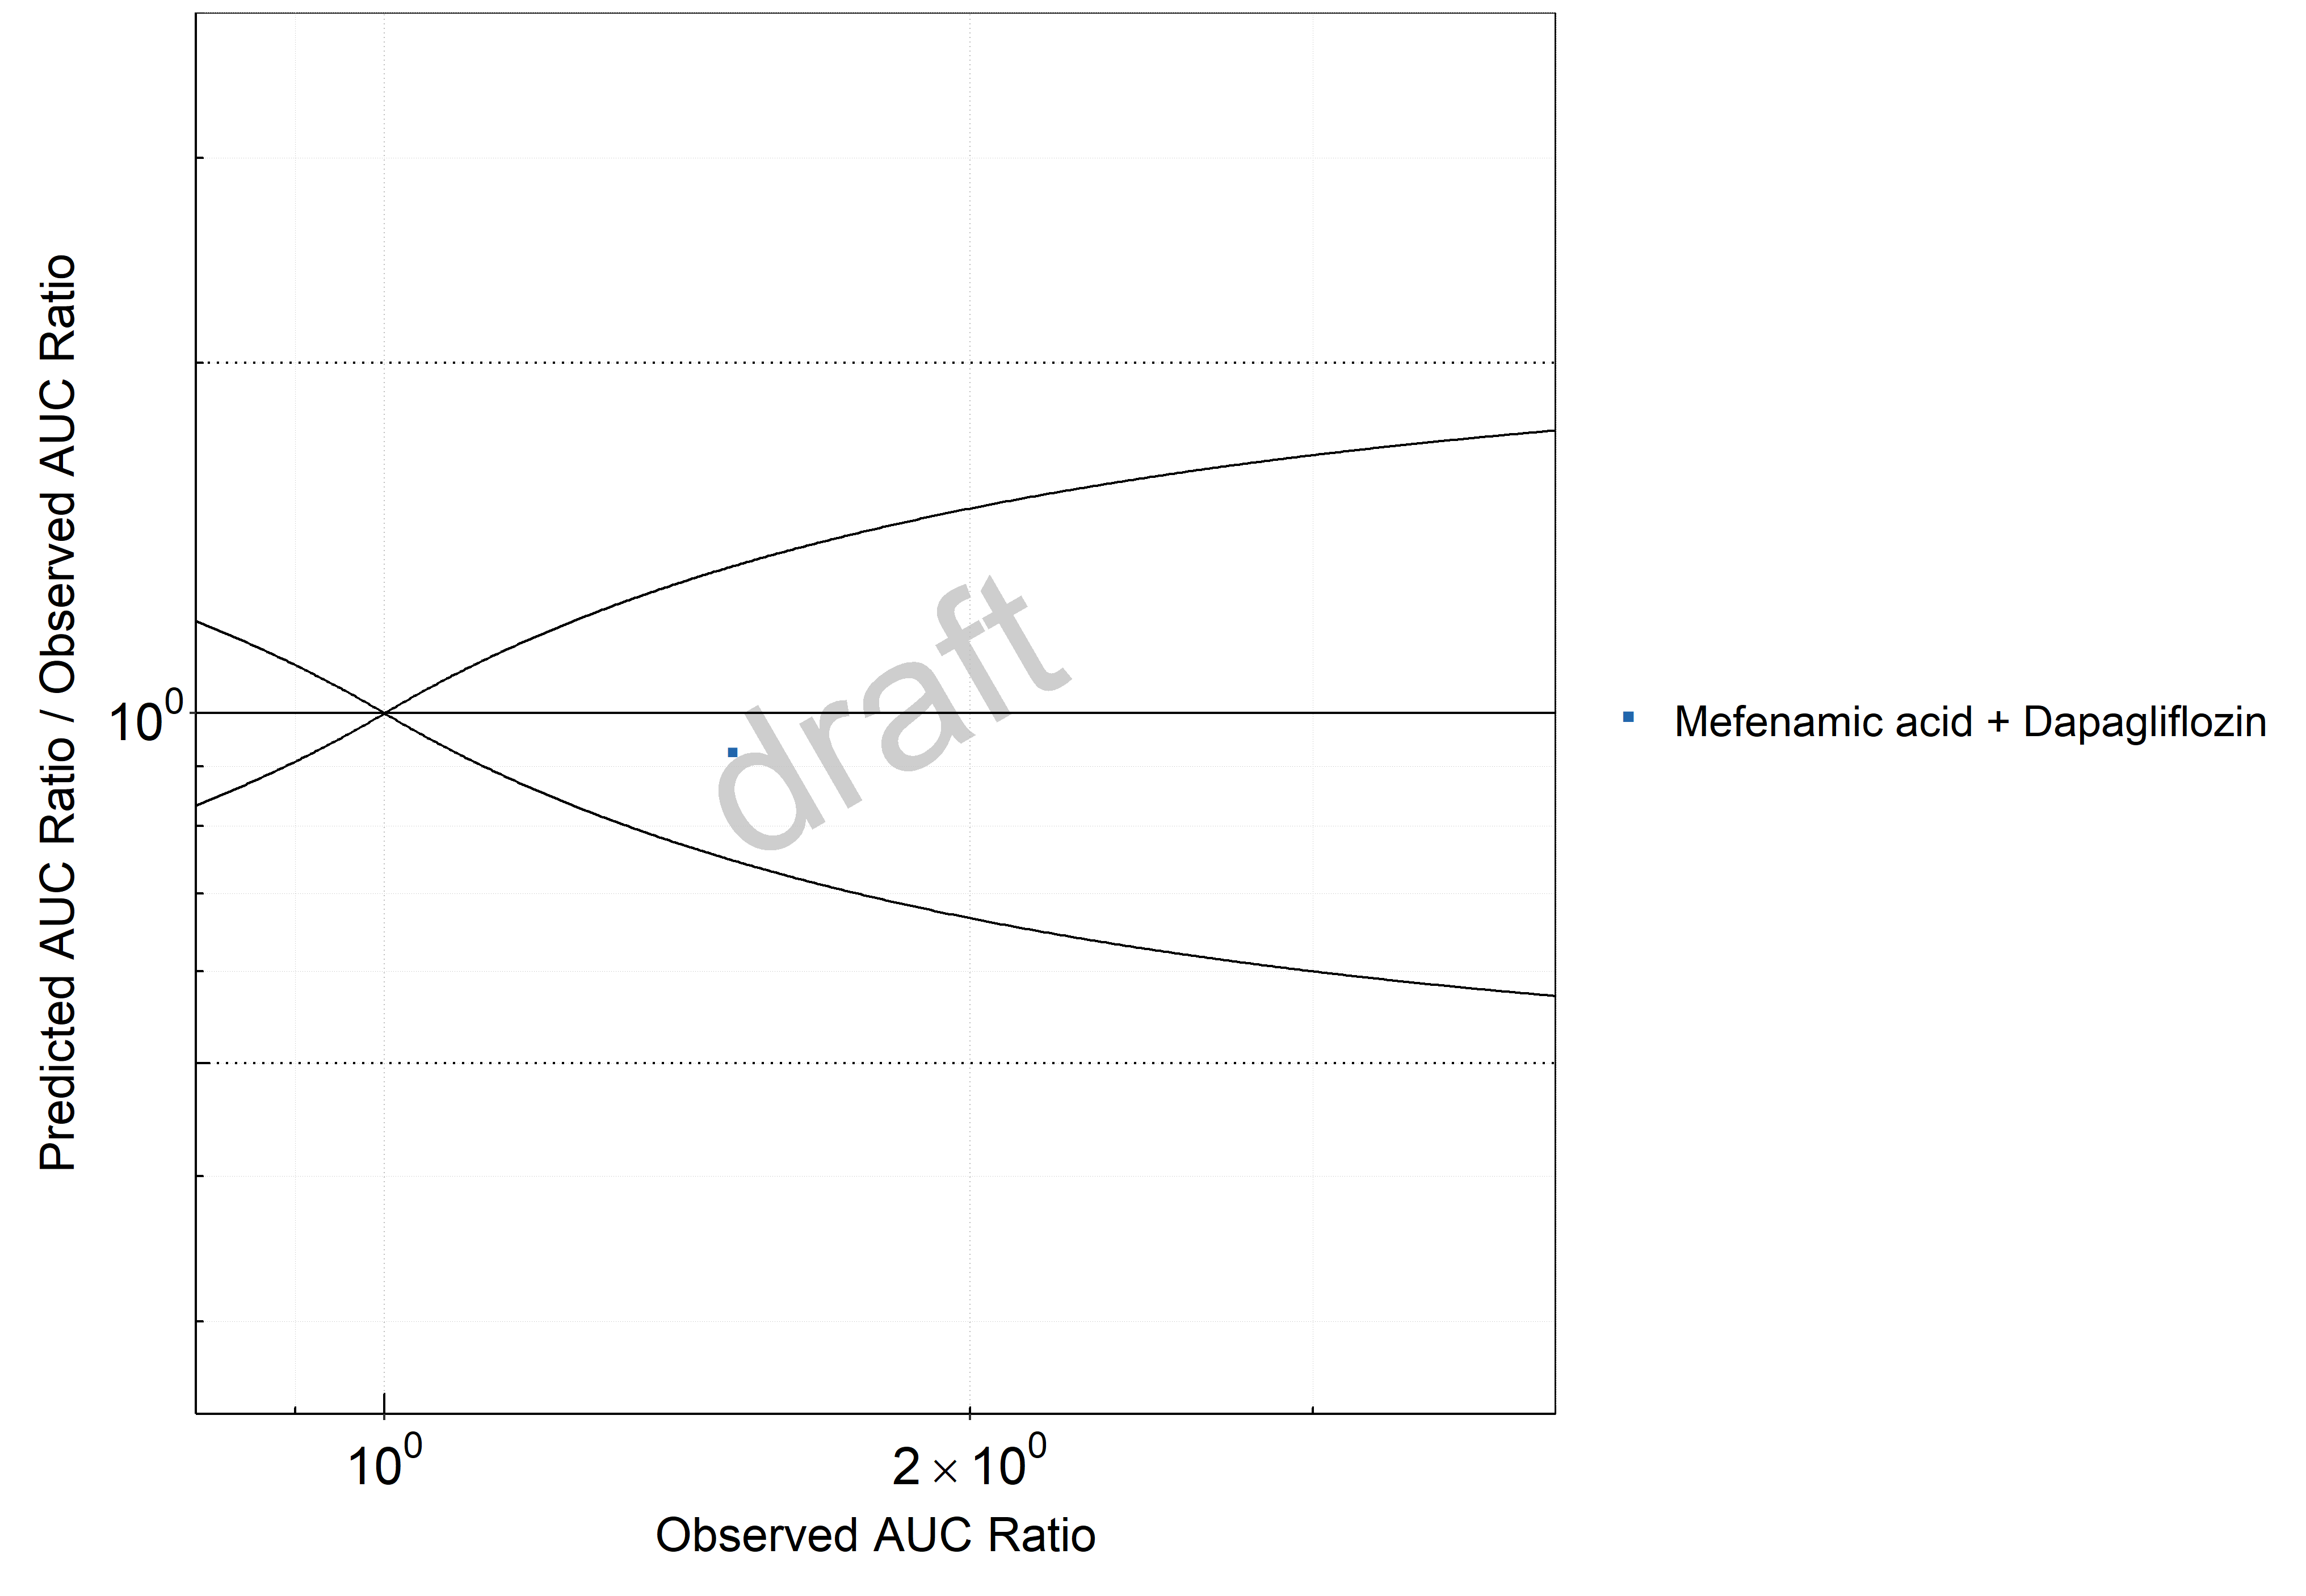 Predicted AUC Ratio / Observed AUC Ratio
10⁰
draft
Mefenamic acid + Dapagliflozin
10⁰
2 × 10⁰
Observed AUC Ratio